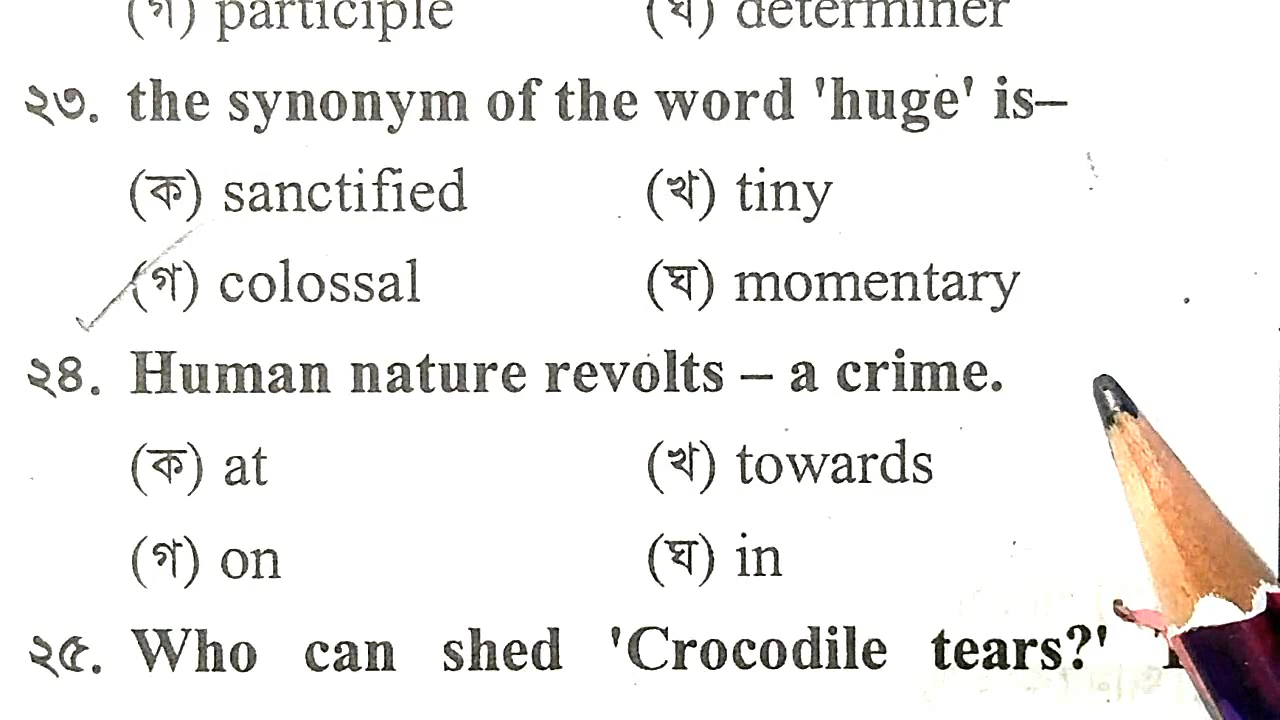 (গ) participle (ঘ) determiner
২৩. the synonym of the word 'huge' is–
(ক) sanctified (খ) tiny
(গ) colossal (ঘ) momentary
২৪. Human nature revolts – a crime.
(ক) at (খ) towards
(গ) on (ঘ) in
২৫. Who can shed 'Crocodile tears?'